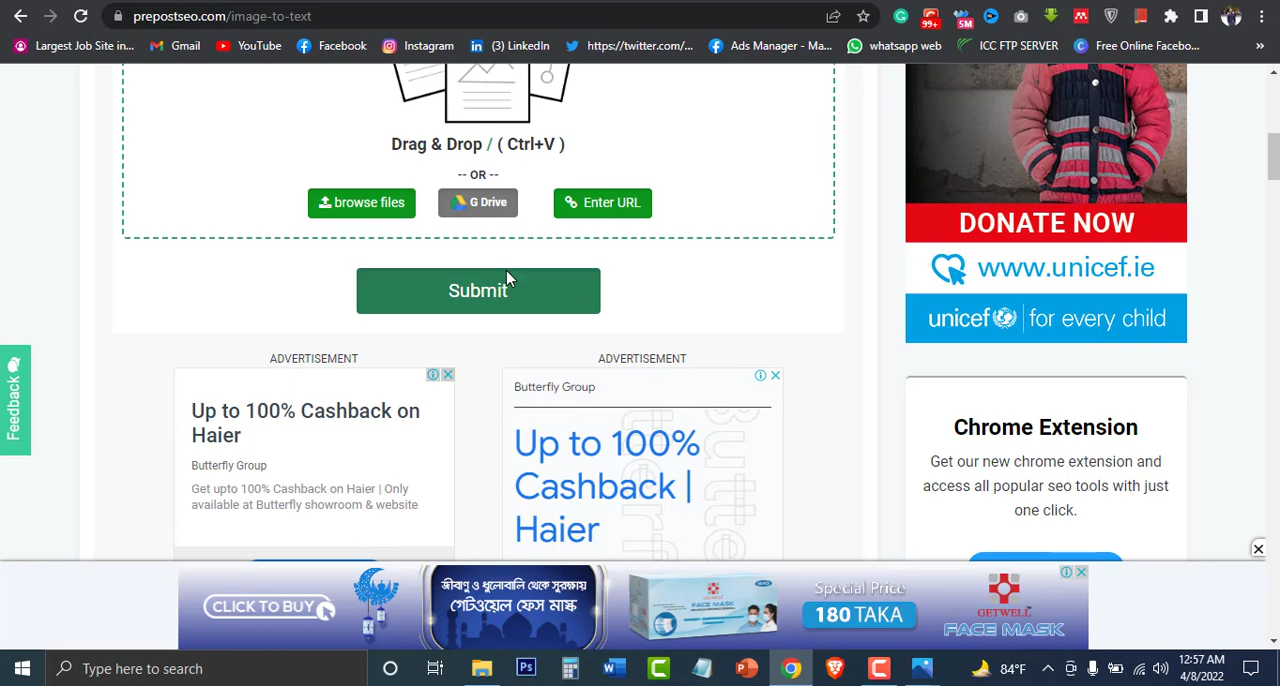 prepostseo.com/image-to-text
99+
5M
Largest Job Site in...
Gmail
YouTube
Facebook
Instagram
(3) LinkedIn
https://twitter.com/...
Ads Manager - Ma...
whatsapp web
ICC FTP SERVER
Free Online Facebo...
»
Drag & Drop / ( Ctrl+V )
-- OR --
browse files
G Drive
Enter URL
Submit
DONATE NOW
www.unicef.ie
unicef for every child
Feedback
ADVERTISEMENT
Up to 100% Cashback on
Haier
Butterfly Group
Get upto 100% Cashback on Haier | Only
available at Butterfly showroom & website
ADVERTISEMENT
Butterfly Group
Up to 100%
Cashback |
Haier
Chrome Extension
Get our new chrome extension and
access all popular seo tools with just
one click.
CLICK TO BUY
জীবাণু ও ধুলোবালি থেকে সুরক্ষায়
গেটওয়েল ফেস মাস্ক
FACE MASK
Special Price
180 TAKA
GETWELL
FACE MASK
Type here to search
84°F
12:57 AM
4/8/2022